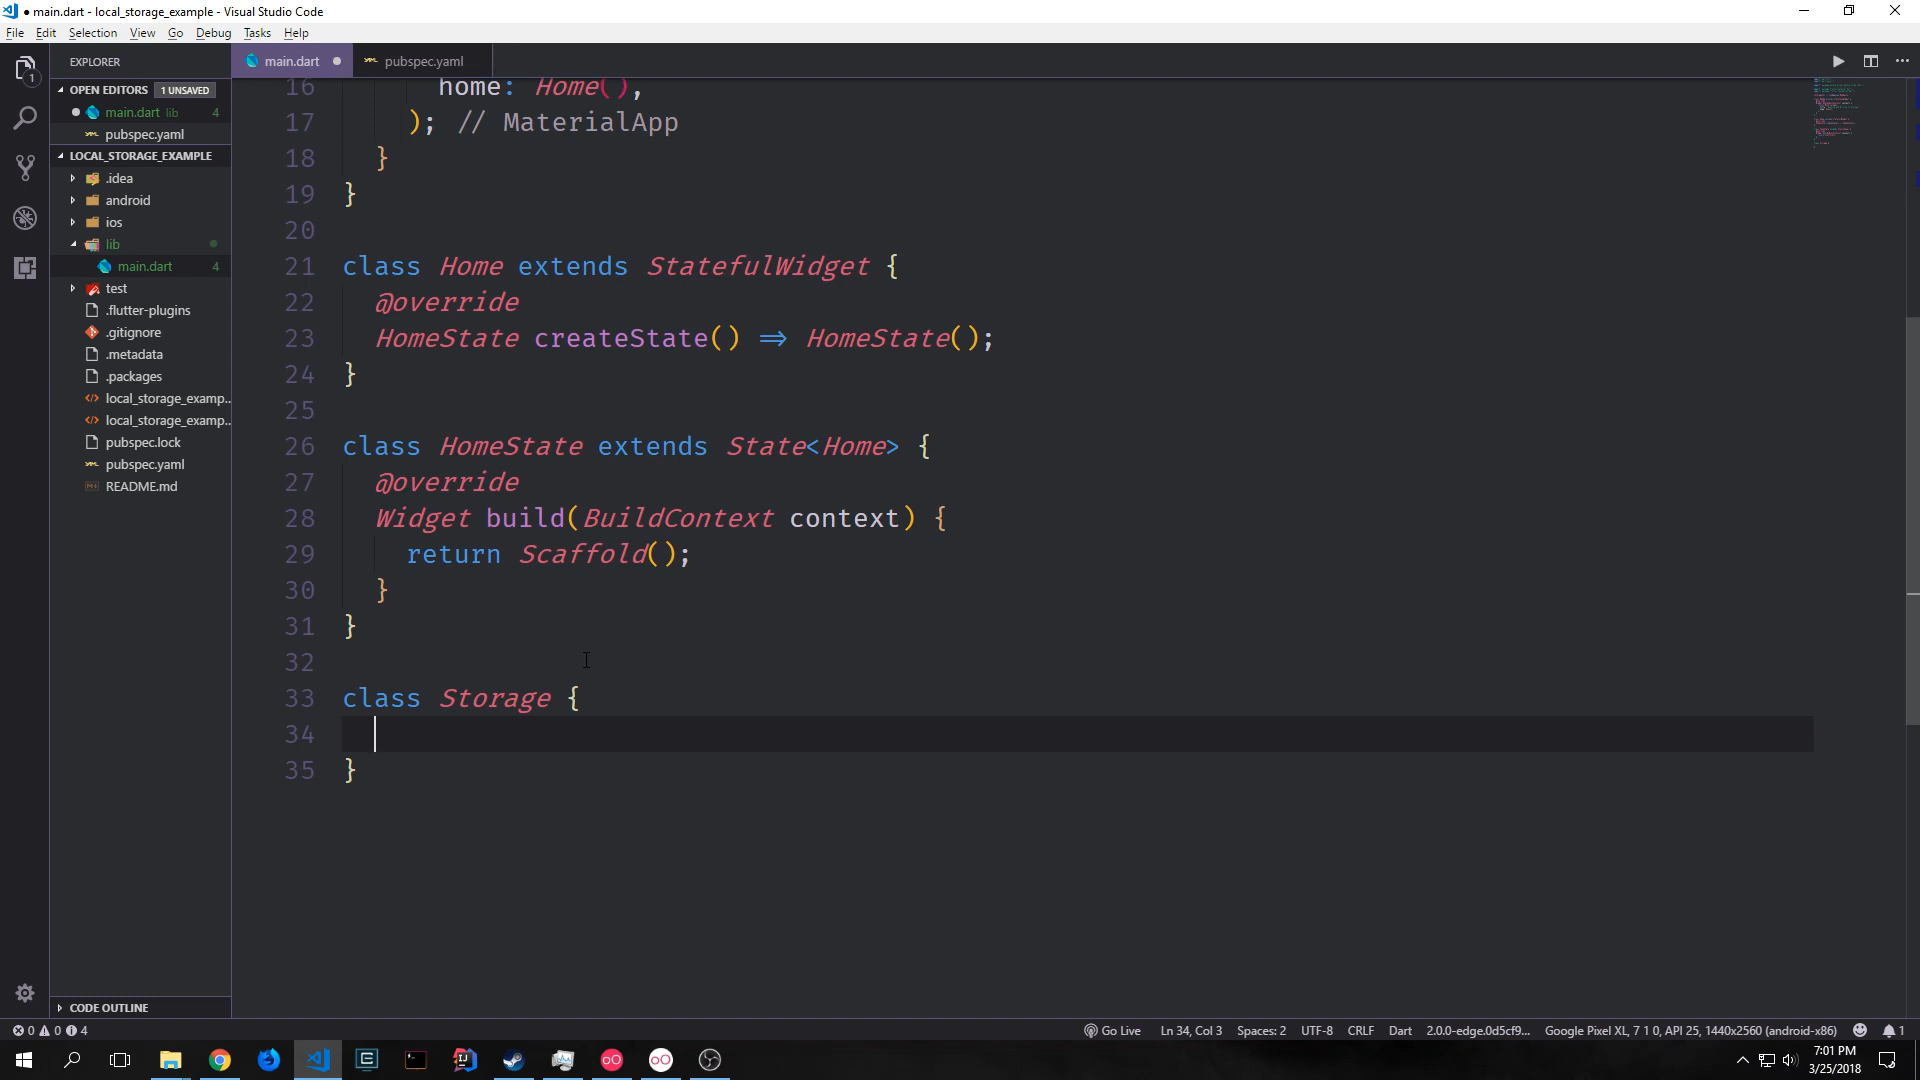 main.dart - local_storage_example - Visual Studio Code
File Edit Selection View Go Debug Tasks Help
EXPLORER
main.dart
pubspec.yaml
OPEN EDITORS 1 UNSAVED
main.dart lib 4
pubspec.yaml
LOCAL_STORAGE_EXAMPLE
.idea
android
ios
lib
main.dart 4
test
.flutter-plugins
.gitignore
.metadata
.packages
local_storage_examp..
local_storage_examp..
pubspec.lock
pubspec.yaml
README.md
CODE OUTLINE
1
16 home: Home(),
17 ); // MaterialApp
18 }
19 }
20
21 class Home extends StatefulWidget {
22 @override
23 HomeState createState() => HomeState();
24 }
25
26 class HomeState extends State<Home> {
27 @override
28 Widget build(BuildContext context) {
29 return Scaffold();
30 }
31 }
32
33 class Storage {
34
35 }
0 0 4
Go Live Ln 34, Col 3 Spaces: 2 UTF-8 CRLF Dart 2.0.0-edge.0d5cf9... Google Pixel XL, 7 1 0, API 25, 1440x2560 (android-x86) 1
7:01 PM
3/25/2018